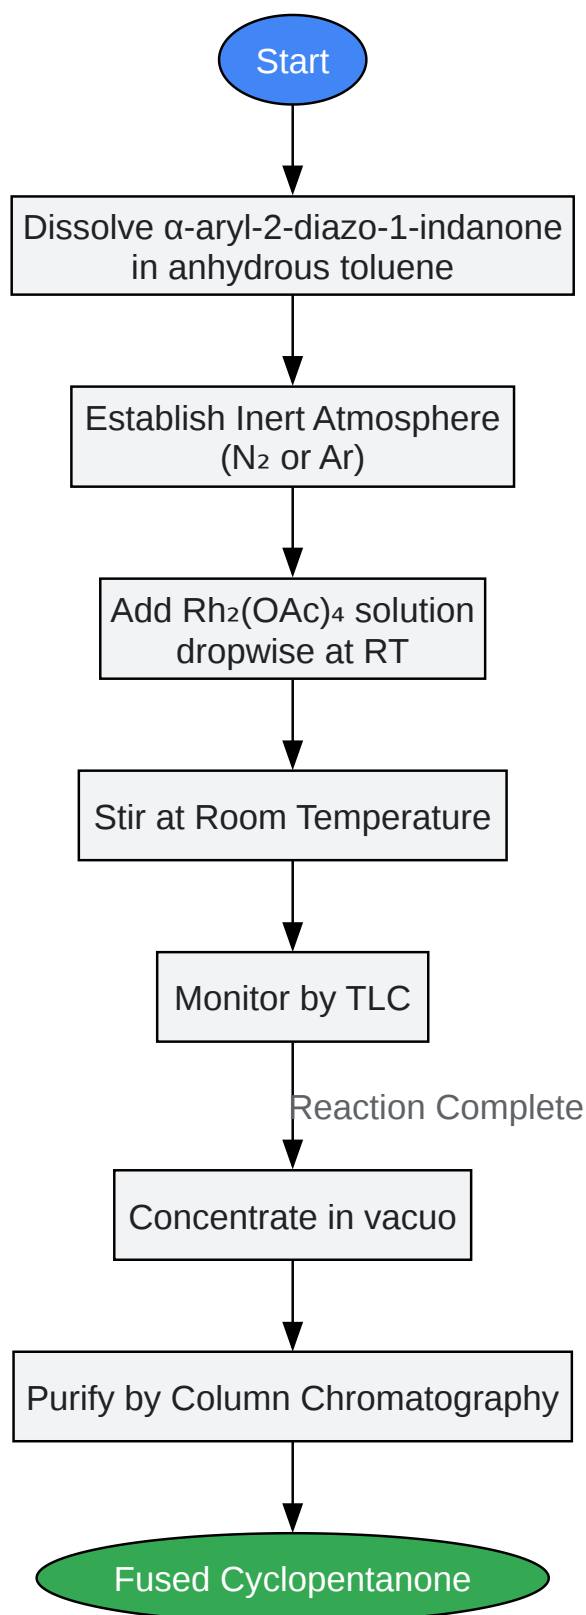 Start
Dissolve α-aryl-2-diazo-1-indanone
in anhydrous toluene
Establish Inert Atmosphere
(N₂ or Ar)
Add Rh₂(OAc)₄ solution
dropwise at RT
Stir at Room Temperature
Monitor by TLC
Reaction Complete
Concentrate in vacuo
Purify by Column Chromatography
Fused Cyclopentanone